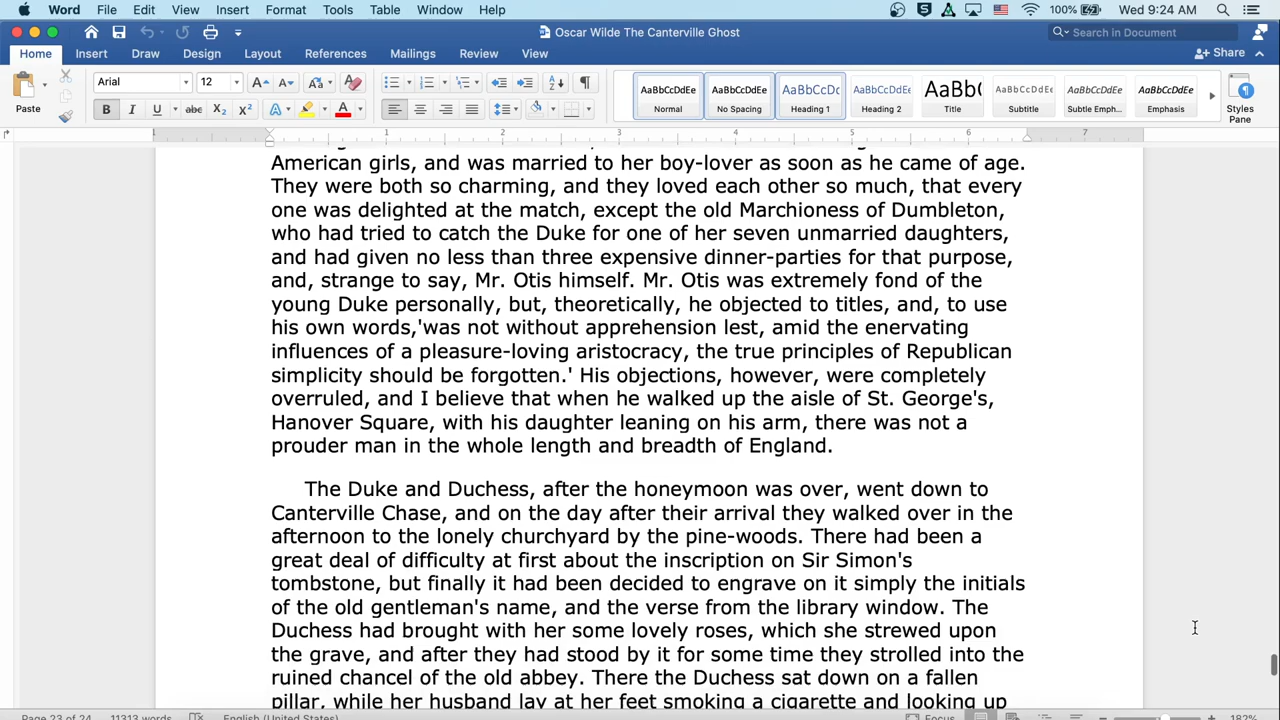 Word File Edit View Insert Format Tools Table Window Help 100% Wed 9:24 AM
Oscar Wilde The Canterville Ghost Search in Document
Home Insert Draw Design Layout References Mailings Review View Share
Paste Arial 12 AaBbCcDdEe AaBbCcDdEe AaBbCcDc AaBbCcDdEe AaBb( AaBbCcDdEe AaBbCcDdEe AaBbCcDdEe
Normal No Spacing Heading 1 Heading 2 Title Subtitle Subtle Emph... Emphasis Styles Pane
1 1 2 3 4 5 6 7
American girls, and was married to her boy-lover as soon as he came of age.
They were both so charming, and they loved each other so much, that every
one was delighted at the match, except the old Marchioness of Dumbleton,
who had tried to catch the Duke for one of her seven unmarried daughters,
and had given no less than three expensive dinner-parties for that purpose,
and, strange to say, Mr. Otis himself. Mr. Otis was extremely fond of the
young Duke personally, but, theoretically, he objected to titles, and, to use
his own words,'was not without apprehension lest, amid the enervating
influences of a pleasure-loving aristocracy, the true principles of Republican
simplicity should be forgotten.' His objections, however, were completely
overruled, and I believe that when he walked up the aisle of St. George's,
Hanover Square, with his daughter leaning on his arm, there was not a
prouder man in the whole length and breadth of England.
The Duke and Duchess, after the honeymoon was over, went down to
Canterville Chase, and on the day after their arrival they walked over in the
afternoon to the lonely churchyard by the pine-woods. There had been a
great deal of difficulty at first about the inscription on Sir Simon's
tombstone, but finally it had been decided to engrave on it simply the initials
of the old gentleman's name, and the verse from the library window. The
Duchess had brought with her some lovely roses, which she strewed upon
the grave, and after they had stood by it for some time they strolled into the
ruined chancel of the old abbey. There the Duchess sat down on a fallen
pillar, while her husband lay at her feet smoking a cigarette and looking up
Page 23 of 24 11313 words English (United States) Focus 182%